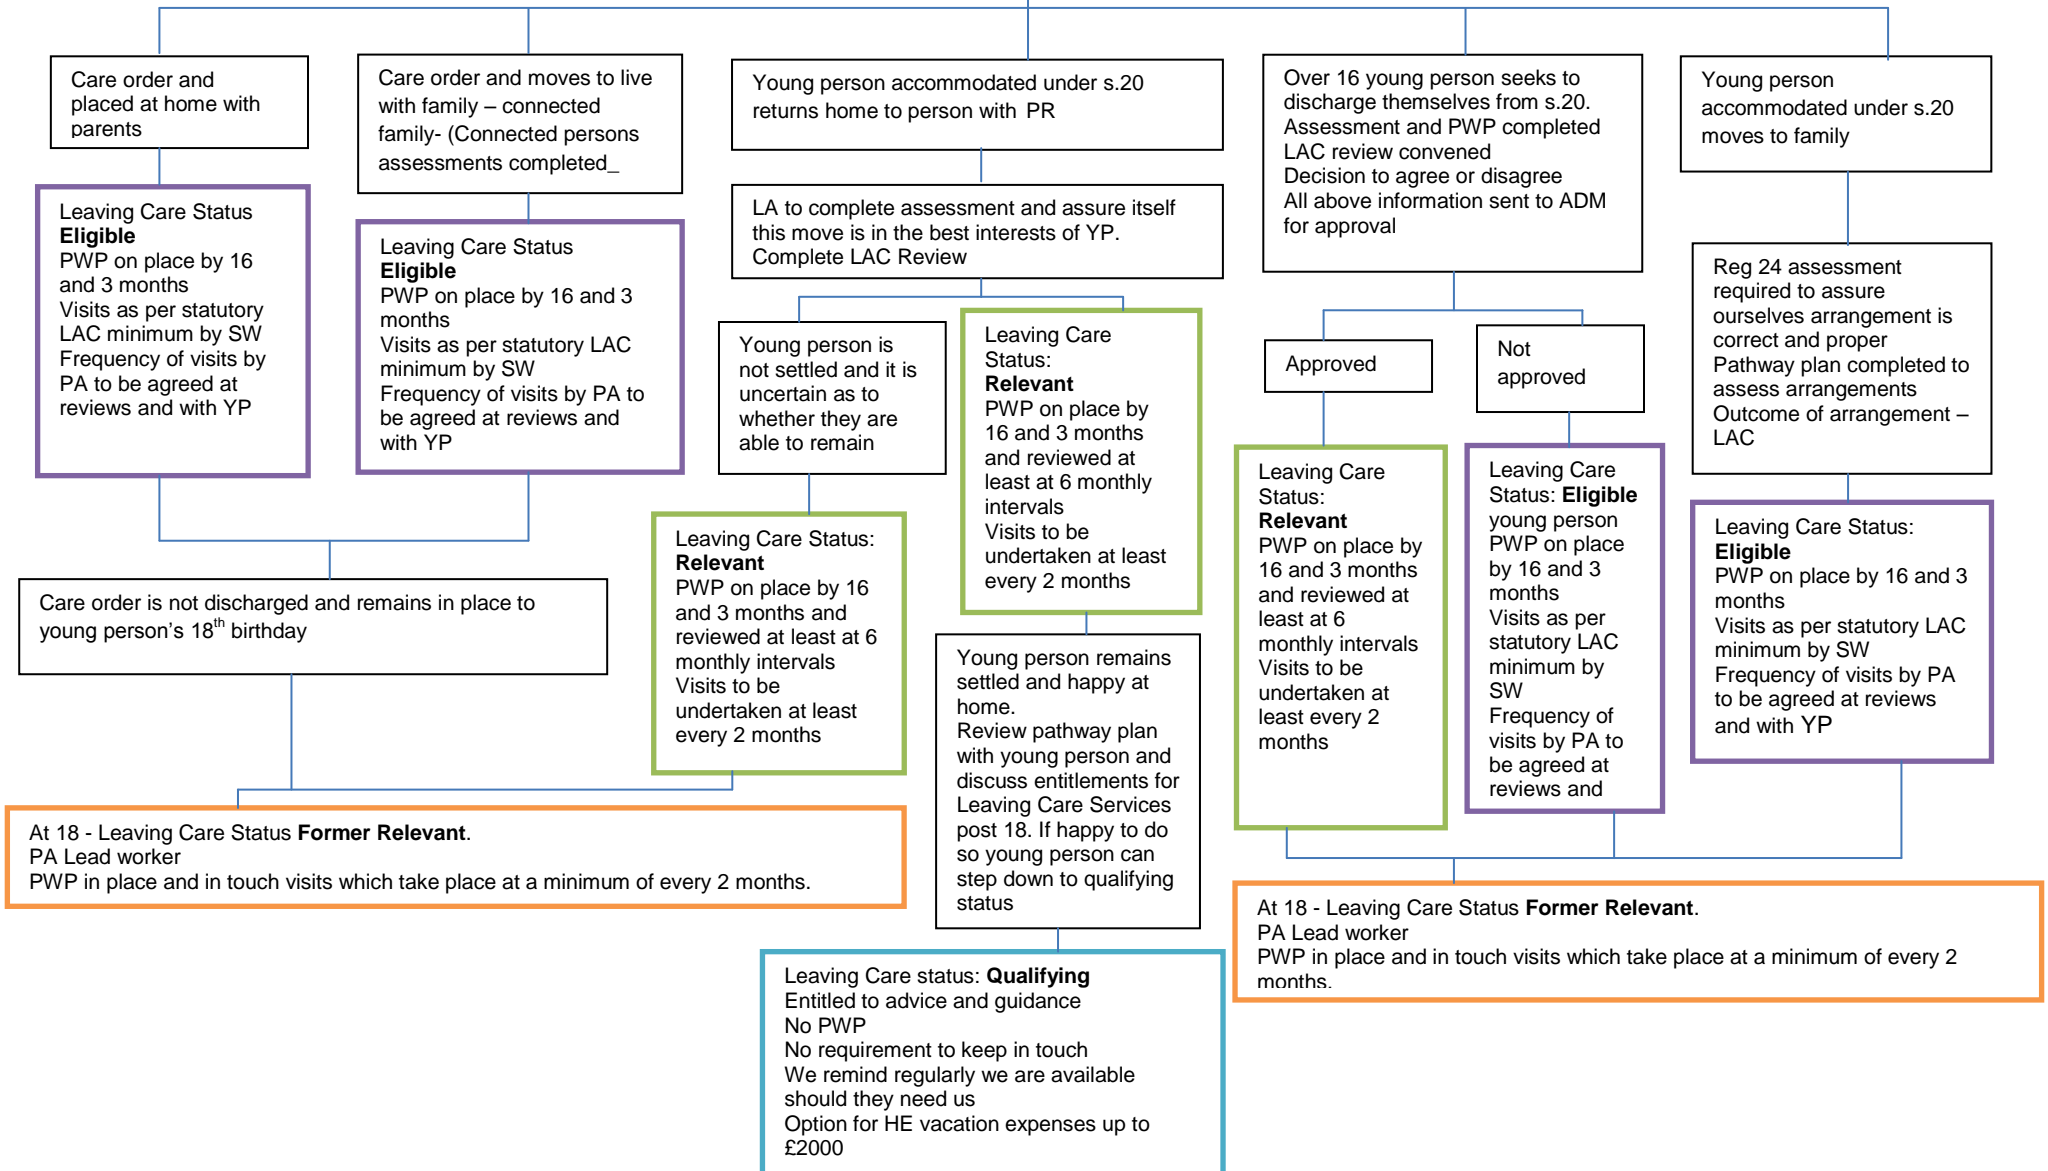 Care order and
placed at home with
parents
Care order and moves to live
with family – connected
family- (Connected persons
assessments completed_
Young person accommodated under s.20
returns home to person with PR
Over 16 young person seeks to
discharge themselves from s.20.
Assessment and PWP completed
LAC review convened
Decision to agree or disagree
All above information sent to ADM
for approval
Young person
accommodated under s.20
moves to family
Leaving Care Status
Eligible
PWP on place by 16
and 3 months
Visits as per statutory
LAC minimum by SW
Frequency of visits by
PA to be agreed at
reviews and with YP
Leaving Care Status
Eligible
PWP on place by 16 and 3
months
Visits as per statutory LAC
minimum by SW
Frequency of visits by PA to
be agreed at reviews and
with YP
LA to complete assessment and assure itself
this move is in the best interests of YP.
Complete LAC Review
Reg 24 assessment
required to assure
ourselves arrangement is
correct and proper
Pathway plan completed to
assess arrangements
Outcome of arrangement –
LAC
Young person is
not settled and it is
uncertain as to
whether they are
able to remain
Leaving Care
Status:
Relevant
PWP on place by
16 and 3 months
and reviewed at
least at 6 monthly
intervals
Visits to be
undertaken at least
every 2 months
Approved
Not
approved
Leaving Care
Status:
Relevant
PWP on place by
16 and 3 months
and reviewed at
least at 6
monthly intervals
Visits to be
undertaken at
least every 2
months
Leaving Care
Status: Eligible
young person
PWP on place
by 16 and 3
months
Visits as per
statutory LAC
minimum by
SW
Frequency of
visits by PA to
be agreed at
reviews and
Leaving Care Status:
Eligible
PWP on place by 16 and 3
months
Visits as per statutory LAC
minimum by SW
Frequency of visits by PA
to be agreed at reviews
and with YP
Leaving Care Status:
Relevant
PWP on place by 16
and 3 months and
reviewed at least at 6
monthly intervals
Visits to be
undertaken at least
every 2 months
Care order is not discharged and remains in place to
young person's 18th birthday
Young person remains
settled and happy at
home.
Review pathway plan
with young person and
discuss entitlements for
Leaving Care Services
post 18. If happy to do
so young person can
step down to qualifying
status
At 18 - Leaving Care Status Former Relevant.
PA Lead worker
PWP in place and in touch visits which take place at a minimum of every 2 months.
At 18 - Leaving Care Status Former Relevant.
PA Lead worker
PWP in place and in touch visits which take place at a minimum of every 2
months.
Leaving Care status: Qualifying
Entitled to advice and guidance
No PWP
No requirement to keep in touch
We remind regularly we are available
should they need us
Option for HE vacation expenses up to
£2000